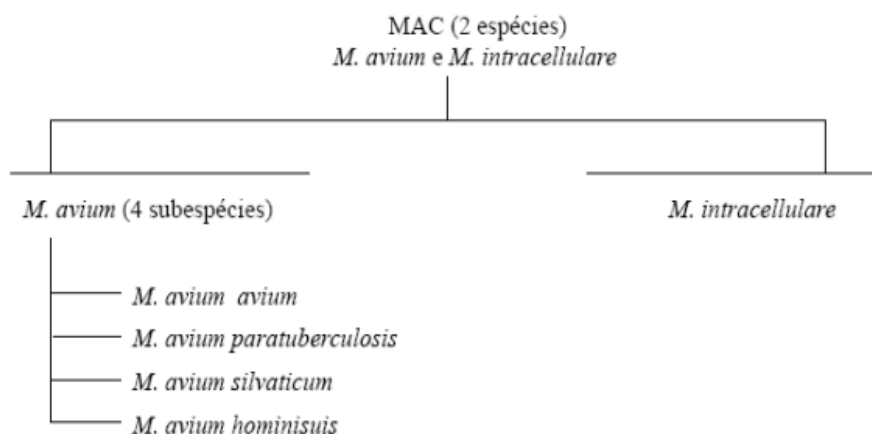 MAC (2 espécies)
M. avium e M. intracellulare
M. avium (4 subespécies)
M. intracellulare
M. avium avium
M. avium paratuberculosis
M. avium silvaticum
M. avium hominisuis